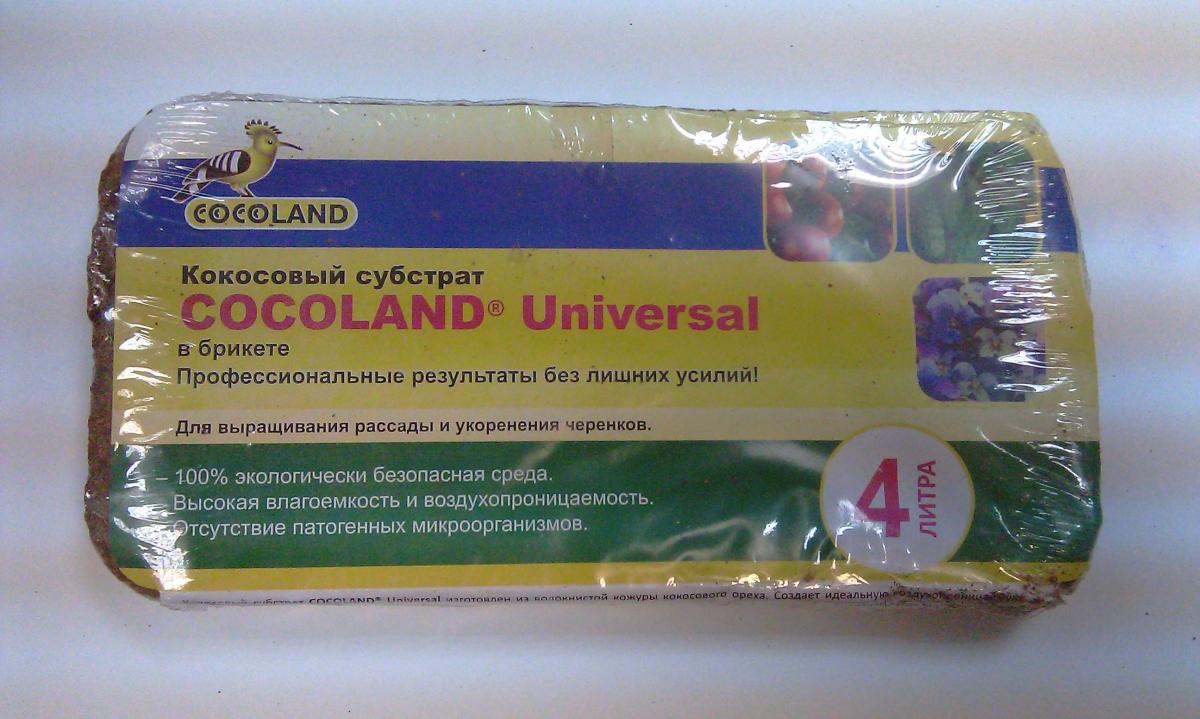 COCOLAND
Кокосовый субстрат
COCOLAND® Universal
в брикете
Профессиональные результаты без лишних усилий!
Для выращивания рассады и укоренения черенков.
– 100% экологически безопасная среда.
Высокая влагоемкость и воздухопроницаемость.
Отсутствие патогенных микроорганизмов.
4 ЛИТРА
Кокосовый субстрат COCOLAND® Universal изготовлен из волокнистой кожуры кокосового ореха. Создает идеальную